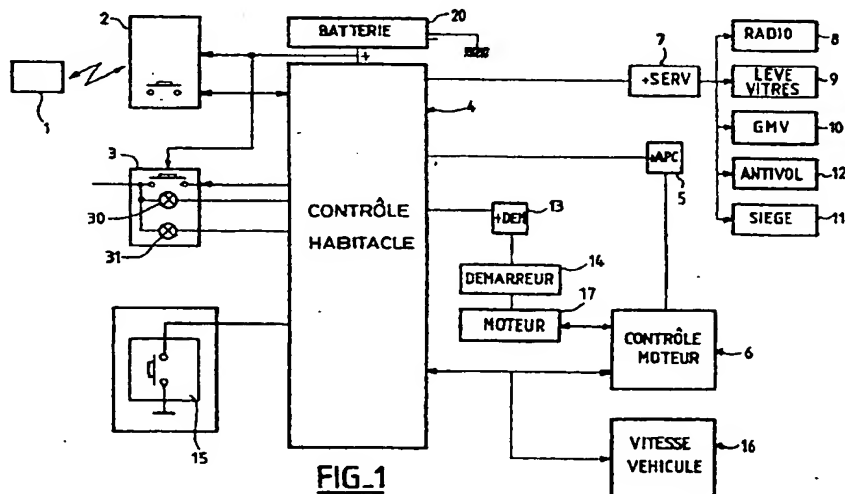 2
BATTERIE
20
+
1
7
+SERV
RADIO
8
LEVE
VITRES
9
GMV
10
ANTIVOL
12
SIEGE
11
4
3
30
31
CONTRÔLE
HABITACLE
+APC
5
+DEM
13
DEMARREUR
14
MOTEUR
17
CONTRÔLE
MOTEUR
6
15
VITESSE
VEHICULE
16
FIG_1